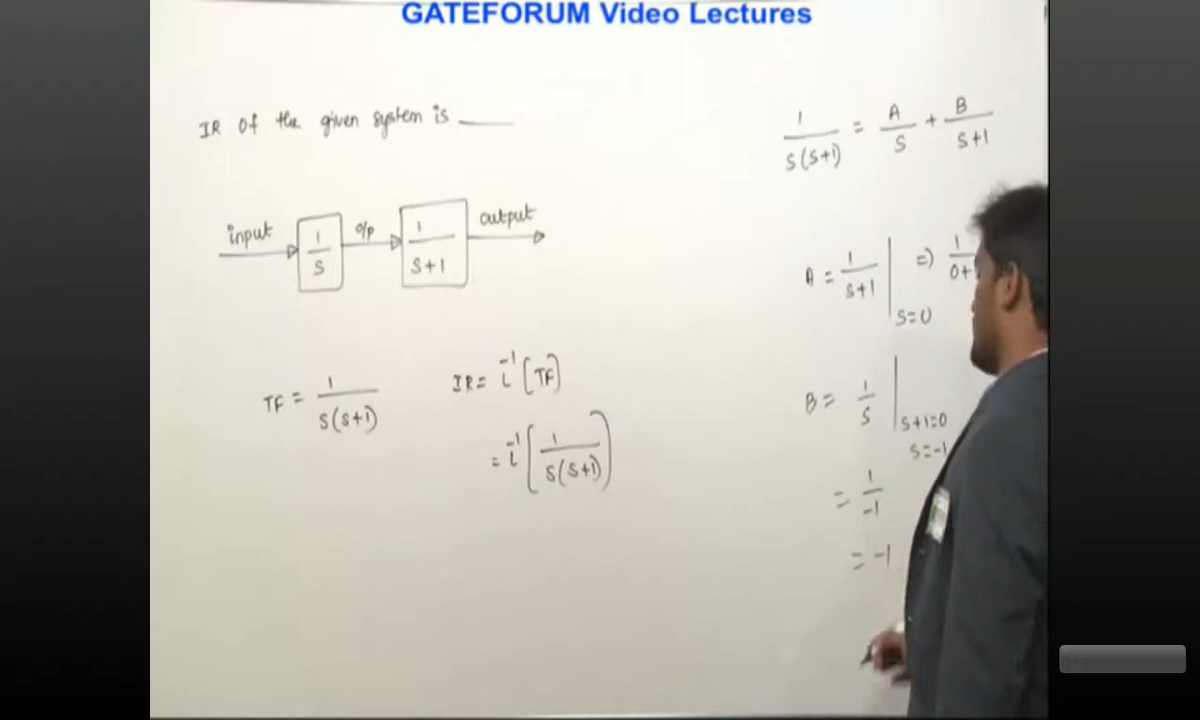 GATEFORUM Video Lectures
IR of the given system is ____
input 1/S o/p 1/S+1 output
TF = 1/S(S+1)
IR = L⁻¹[TF]
= L⁻¹[1/S(S+1)]
1/S(S+1) = A/S + B/S+1
A = 1/S+1 | S=0 => 1/0+
B = 1/S | S+1=0
S=-1
= 1/-1
= -1